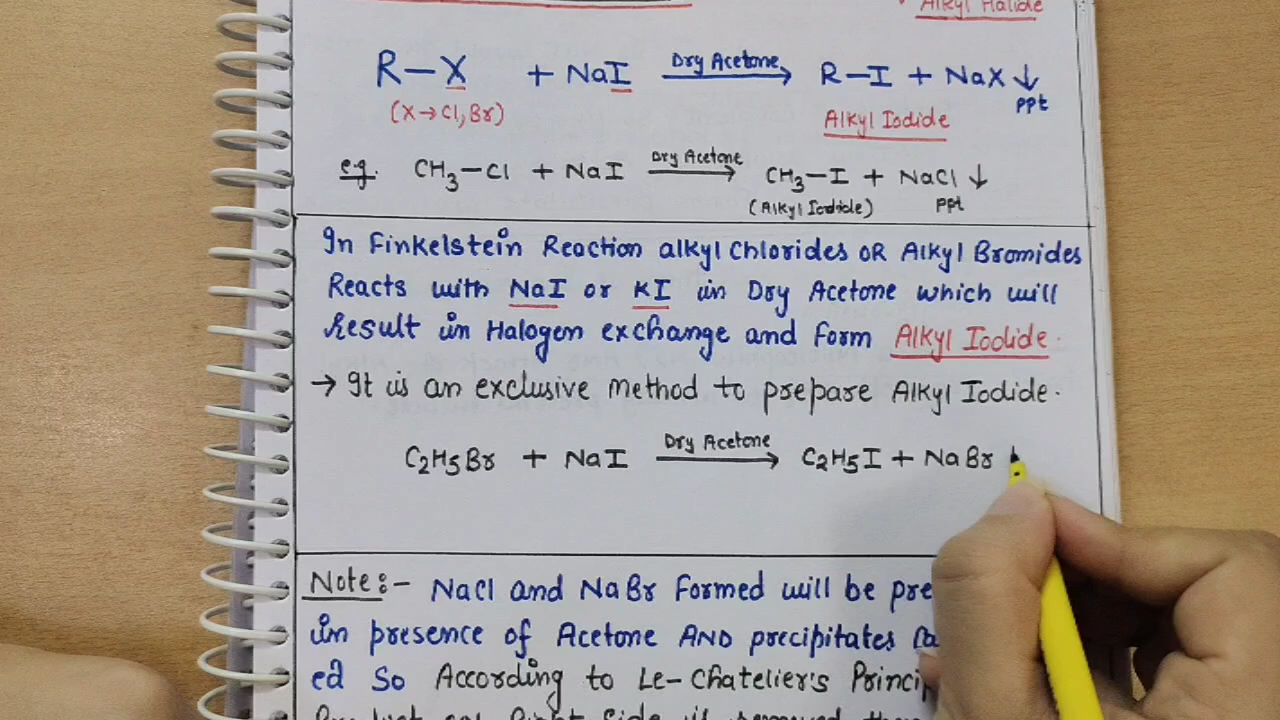 Alkyl Halide
R–X + NaI Dry Acetone → R–I + NaX ↓
(X→Cl, Br) Alkyl Iodide ppt
e.g. CH3–Cl + NaI Dry Acetone → CH3–I + NaCl ↓
(Alkyl Iodide) ppt
In Finkelstein Reaction alkyl chlorides OR Alkyl Bromides
Reacts with NaI or KI in Dry Acetone which will
Result in Halogen exchange and form Alkyl Iodide.
→ It is an exclusive method to prepare Alkyl Iodide.
C2H5Br + NaI Dry Acetone → C2H5I + NaBr
Note:- NaCl and NaBr Formed will be pre
in presence of Acetone AND precipitates
ed So According to Le-Chatelier's Princi